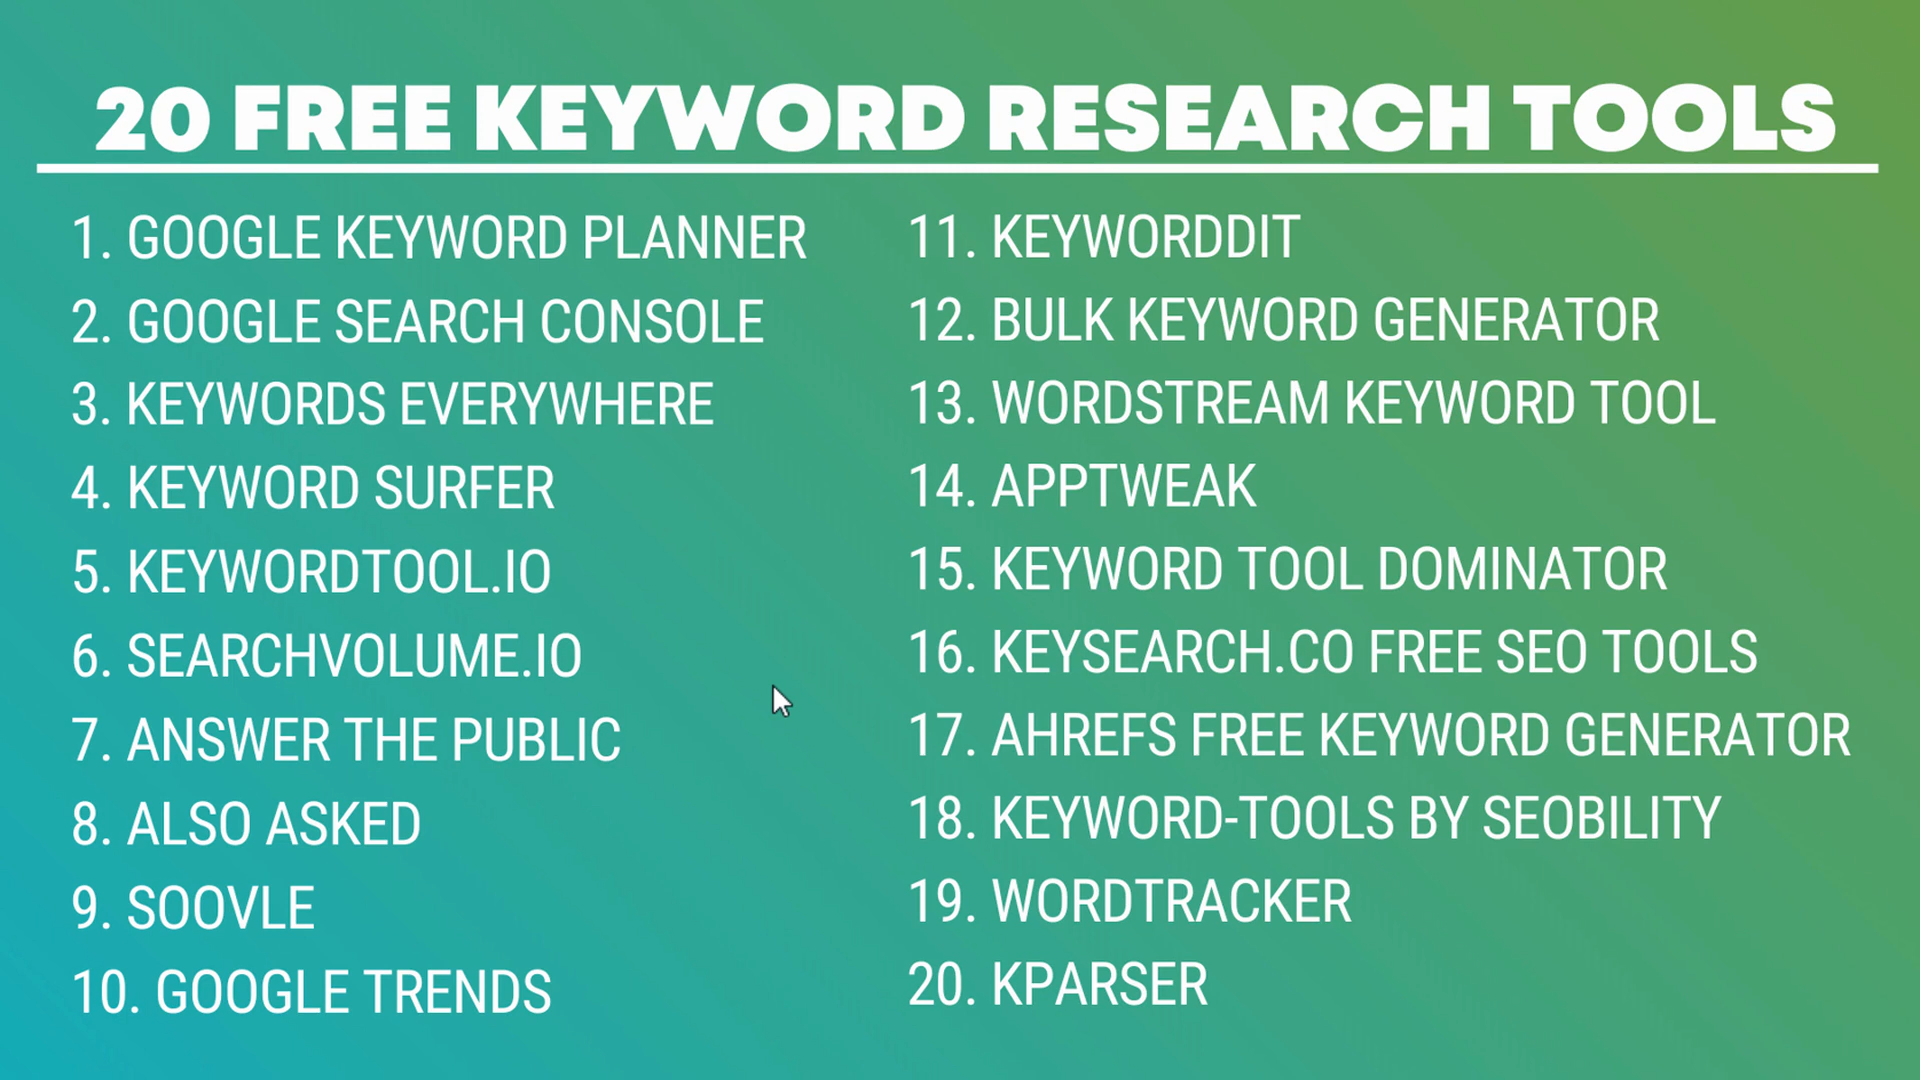 20 FREE KEYWORD RESEARCH TOOLS
1. GOOGLE KEYWORD PLANNER
2. GOOGLE SEARCH CONSOLE
3. KEYWORDS EVERYWHERE
4. KEYWORD SURFER
5. KEYWORDTOOL.IO
6. SEARCHVOLUME.IO
7. ANSWER THE PUBLIC
8. ALSO ASKED
9. SOOVLE
10. GOOGLE TRENDS
11. KEYWORDDIT
12. BULK KEYWORD GENERATOR
13. WORDSTREAM KEYWORD TOOL
14. APPTWEAK
15. KEYWORD TOOL DOMINATOR
16. KEYSEARCH.CO FREE SEO TOOLS
17. AHREFS FREE KEYWORD GENERATOR
18. KEYWORD-TOOLS BY SEOBILITY
19. WORDTRACKER
20. KPARSER